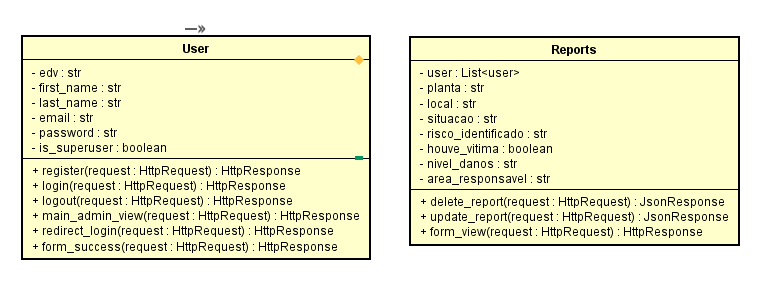 User
- edv : str
- first_name : str
- last_name : str
- email : str
- password : str
- is_superuser : boolean
+ register(request : HttpRequest) : HttpResponse
+ login(request : HttpRequest) : HttpResponse
+ logout(request : HttpRequest) : HttpResponse
+ main_admin_view(request : HttpRequest) : HttpResponse
+ redirect_login(request : HttpRequest) : HttpResponse
+ form_success(request : HttpRequest) : HttpResponse
Reports
- user : List<user>
- planta : str
- local : str
- situacao : str
- risco_identificado : str
- houve_vitima : boolean
- nivel_danos : str
- area_responsavel : str
+ delete_report(request : HttpRequest) : JsonResponse
+ update_report(request : HttpRequest) : JsonResponse
+ form_view(request : HttpRequest) : HttpResponse